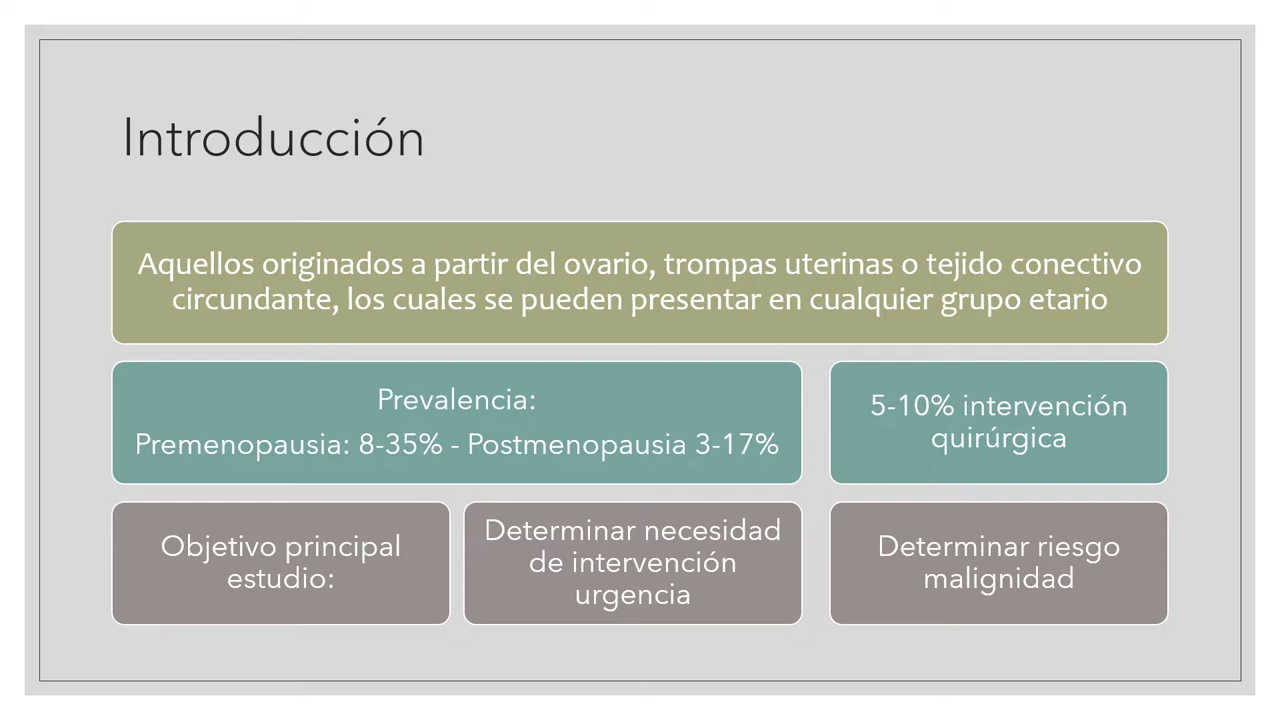 Introducción
Aquellos originados a partir del ovario, trompas uterinas o tejido conectivo
circundante, los cuales se pueden presentar en cualquier grupo etario
Prevalencia:
Premenopausia: 8-35% - Postmenopausia 3-17%
5-10% intervención
quirúrgica
Objetivo principal
estudio:
Determinar necesidad
de intervención
urgencia
Determinar riesgo
malignidad